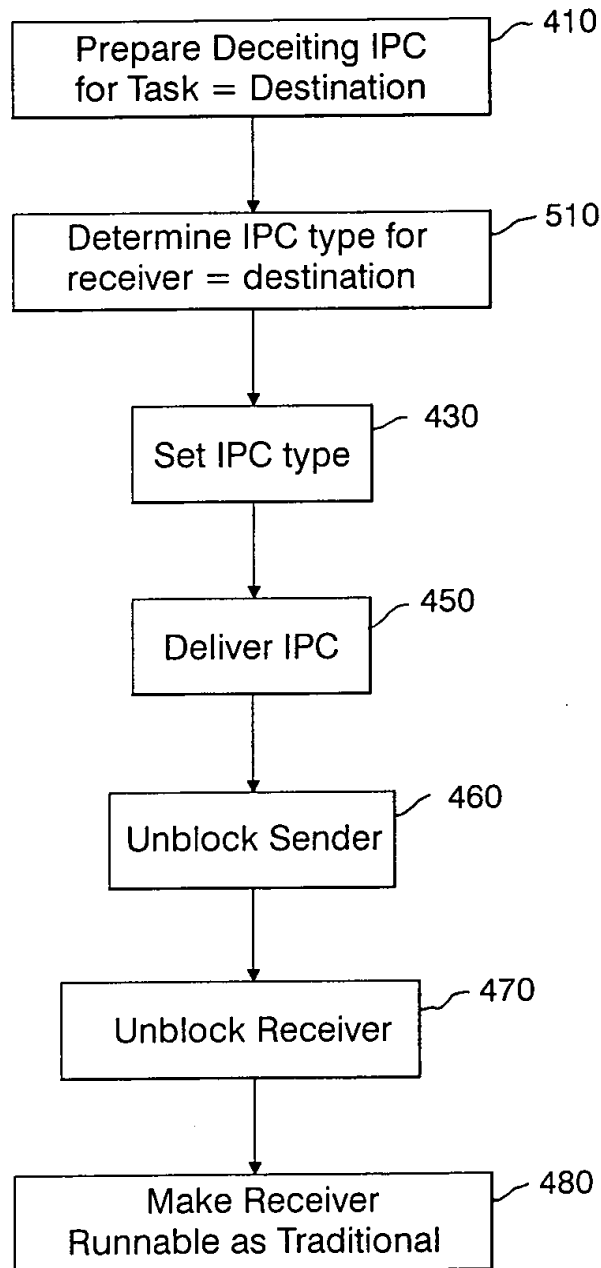 410
Prepare Deceiting IPC
for Task = Destination
510
Determine IPC type for
receiver = destination
430
Set IPC type
450
Deliver IPC
460
Unblock Sender
470
Unblock Receiver
480
Make Receiver
Runnable as Traditional